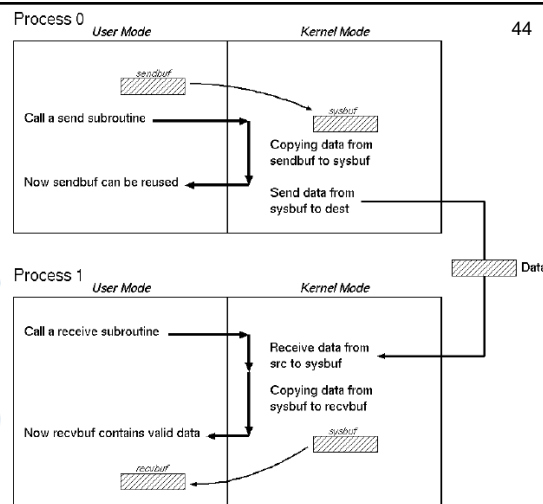 44
Process 0
User Mode
Kernel Mode
sendbuf
sysbuf
Call a send subroutine
Copying data from
sendbuf to sysbuf
Now sendbuf can be reused
Send data from
sysbuf to dest
Data
Process 1
User Mode
Kernel Mode
Call a receive subroutine
Receive data from
src to sysbuf
Copying data from
sysbuf to recvbuf
Now recvbuf contains valid data
sysbuf
recvbuf